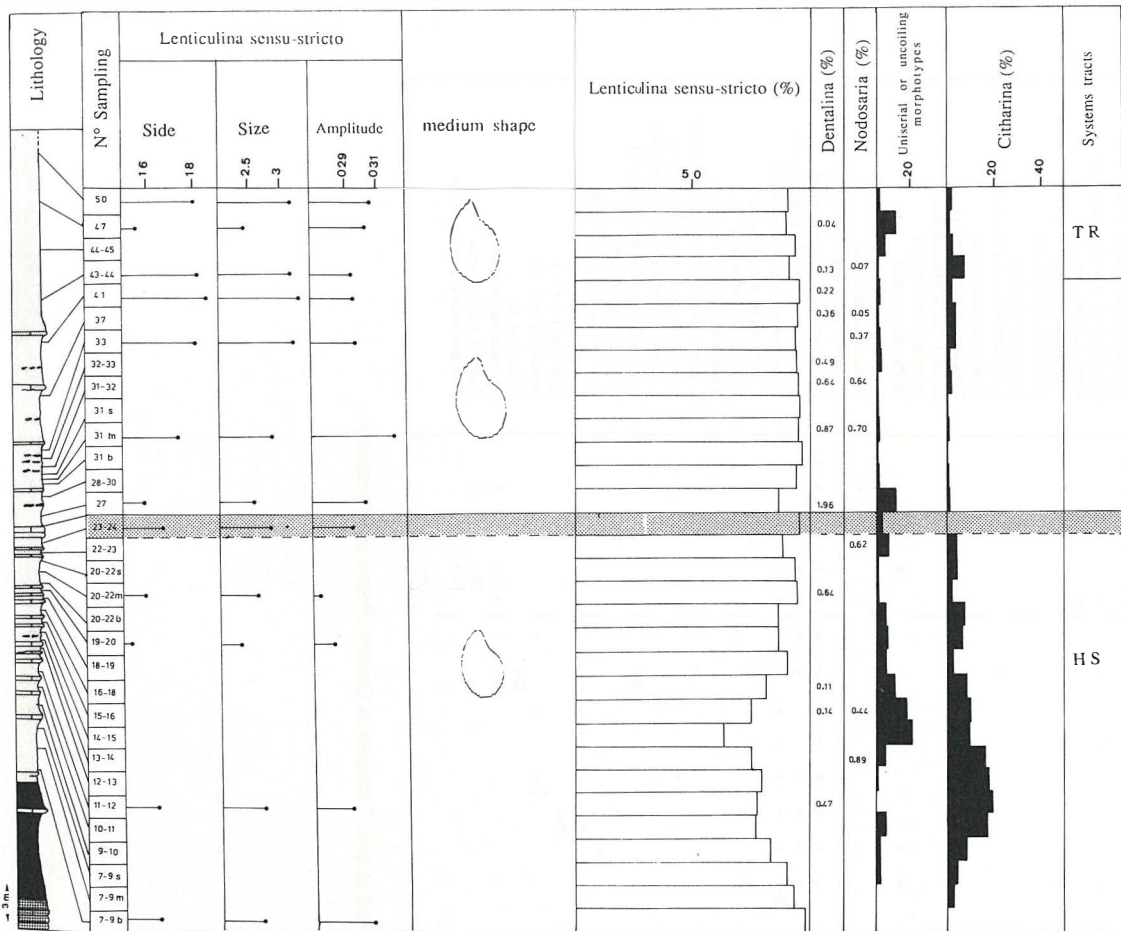 Lithology
N° Sampling
Lenticulina sensu-stricto
Side
Size
Amplitude
16
18
2.5
3
029
031
medium shape
Lenticulina sensu-stricto (%)
50
Dentalina (%)
Nodosaria (%)
Uniserial or uncoiling
morphotypes
20
Citharina (%)
20
40
Systems tracts
50
47
44-45
43-44
41
37
33
32-33
31-32
31 s
31 m
31 b
28-30
27
23-24
22-23
20-22s
20-22m
20-22b
19-20
18-19
16-18
15-16
14-15
13-14
12-13
11-12
10-11
9-10
7-9 s
7-9 m
7-9 b
0.04
0.13
0.22
0.36
0.49
0.64
0.87
1.96
0.64
0.11
0.14
0.47
0.07
0.05
0.37
0.64
0.70
0.62
0.44
0.89
TR
HS
3m